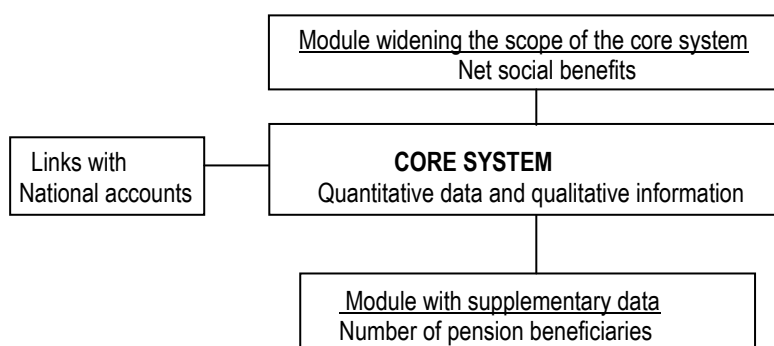 Module widening the scope of the core system
Net social benefits
Links with
National accounts
CORE SYSTEM
Quantitative data and qualitative information
Module with supplementary data
Number of pension beneficiaries